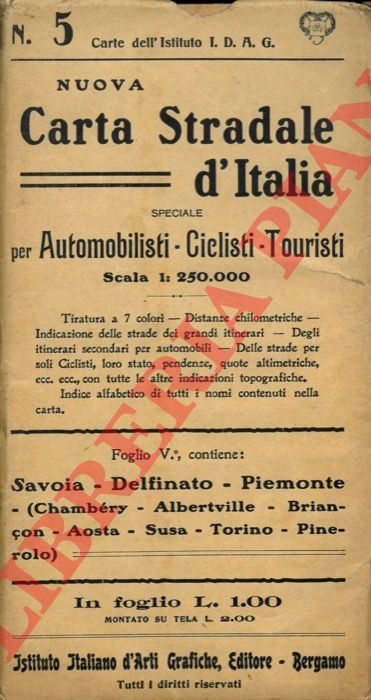 N. 5 Carte dell'Istituto I. D. A. G.
NUOVA
Carta Stradale
d'Italia
SPECIALE
per Automobilisti - Ciclisti - Touristi
Scala 1: 250.000
Tiratura a 7 colori — Distanze chilometriche —
Indicazione delle strade dei grandi itinerari — Degli
itinerari secondari per automobili — Delle strade per
soli Ciclisti, loro stato, pendenze, quote altimetriche,
ecc. ecc., con tutte le altre indicazioni topografiche.
Indice alfabetico di tutti i nomi contenuti nella
carta.
Foglio V.º, contiene:
Savoia - Delfinato - Piemonte
- (Chambéry - Albertville - Brian-
çon - Aosta - Susa - Torino - Pine-
rolo)
In foglio L. 1.00
MONTATO SU TELA L. 2.00
Istituto Italiano d'Arti Grafiche, Editore - Bergamo
Tutti i diritti riservati
LIBRERIA PIAN